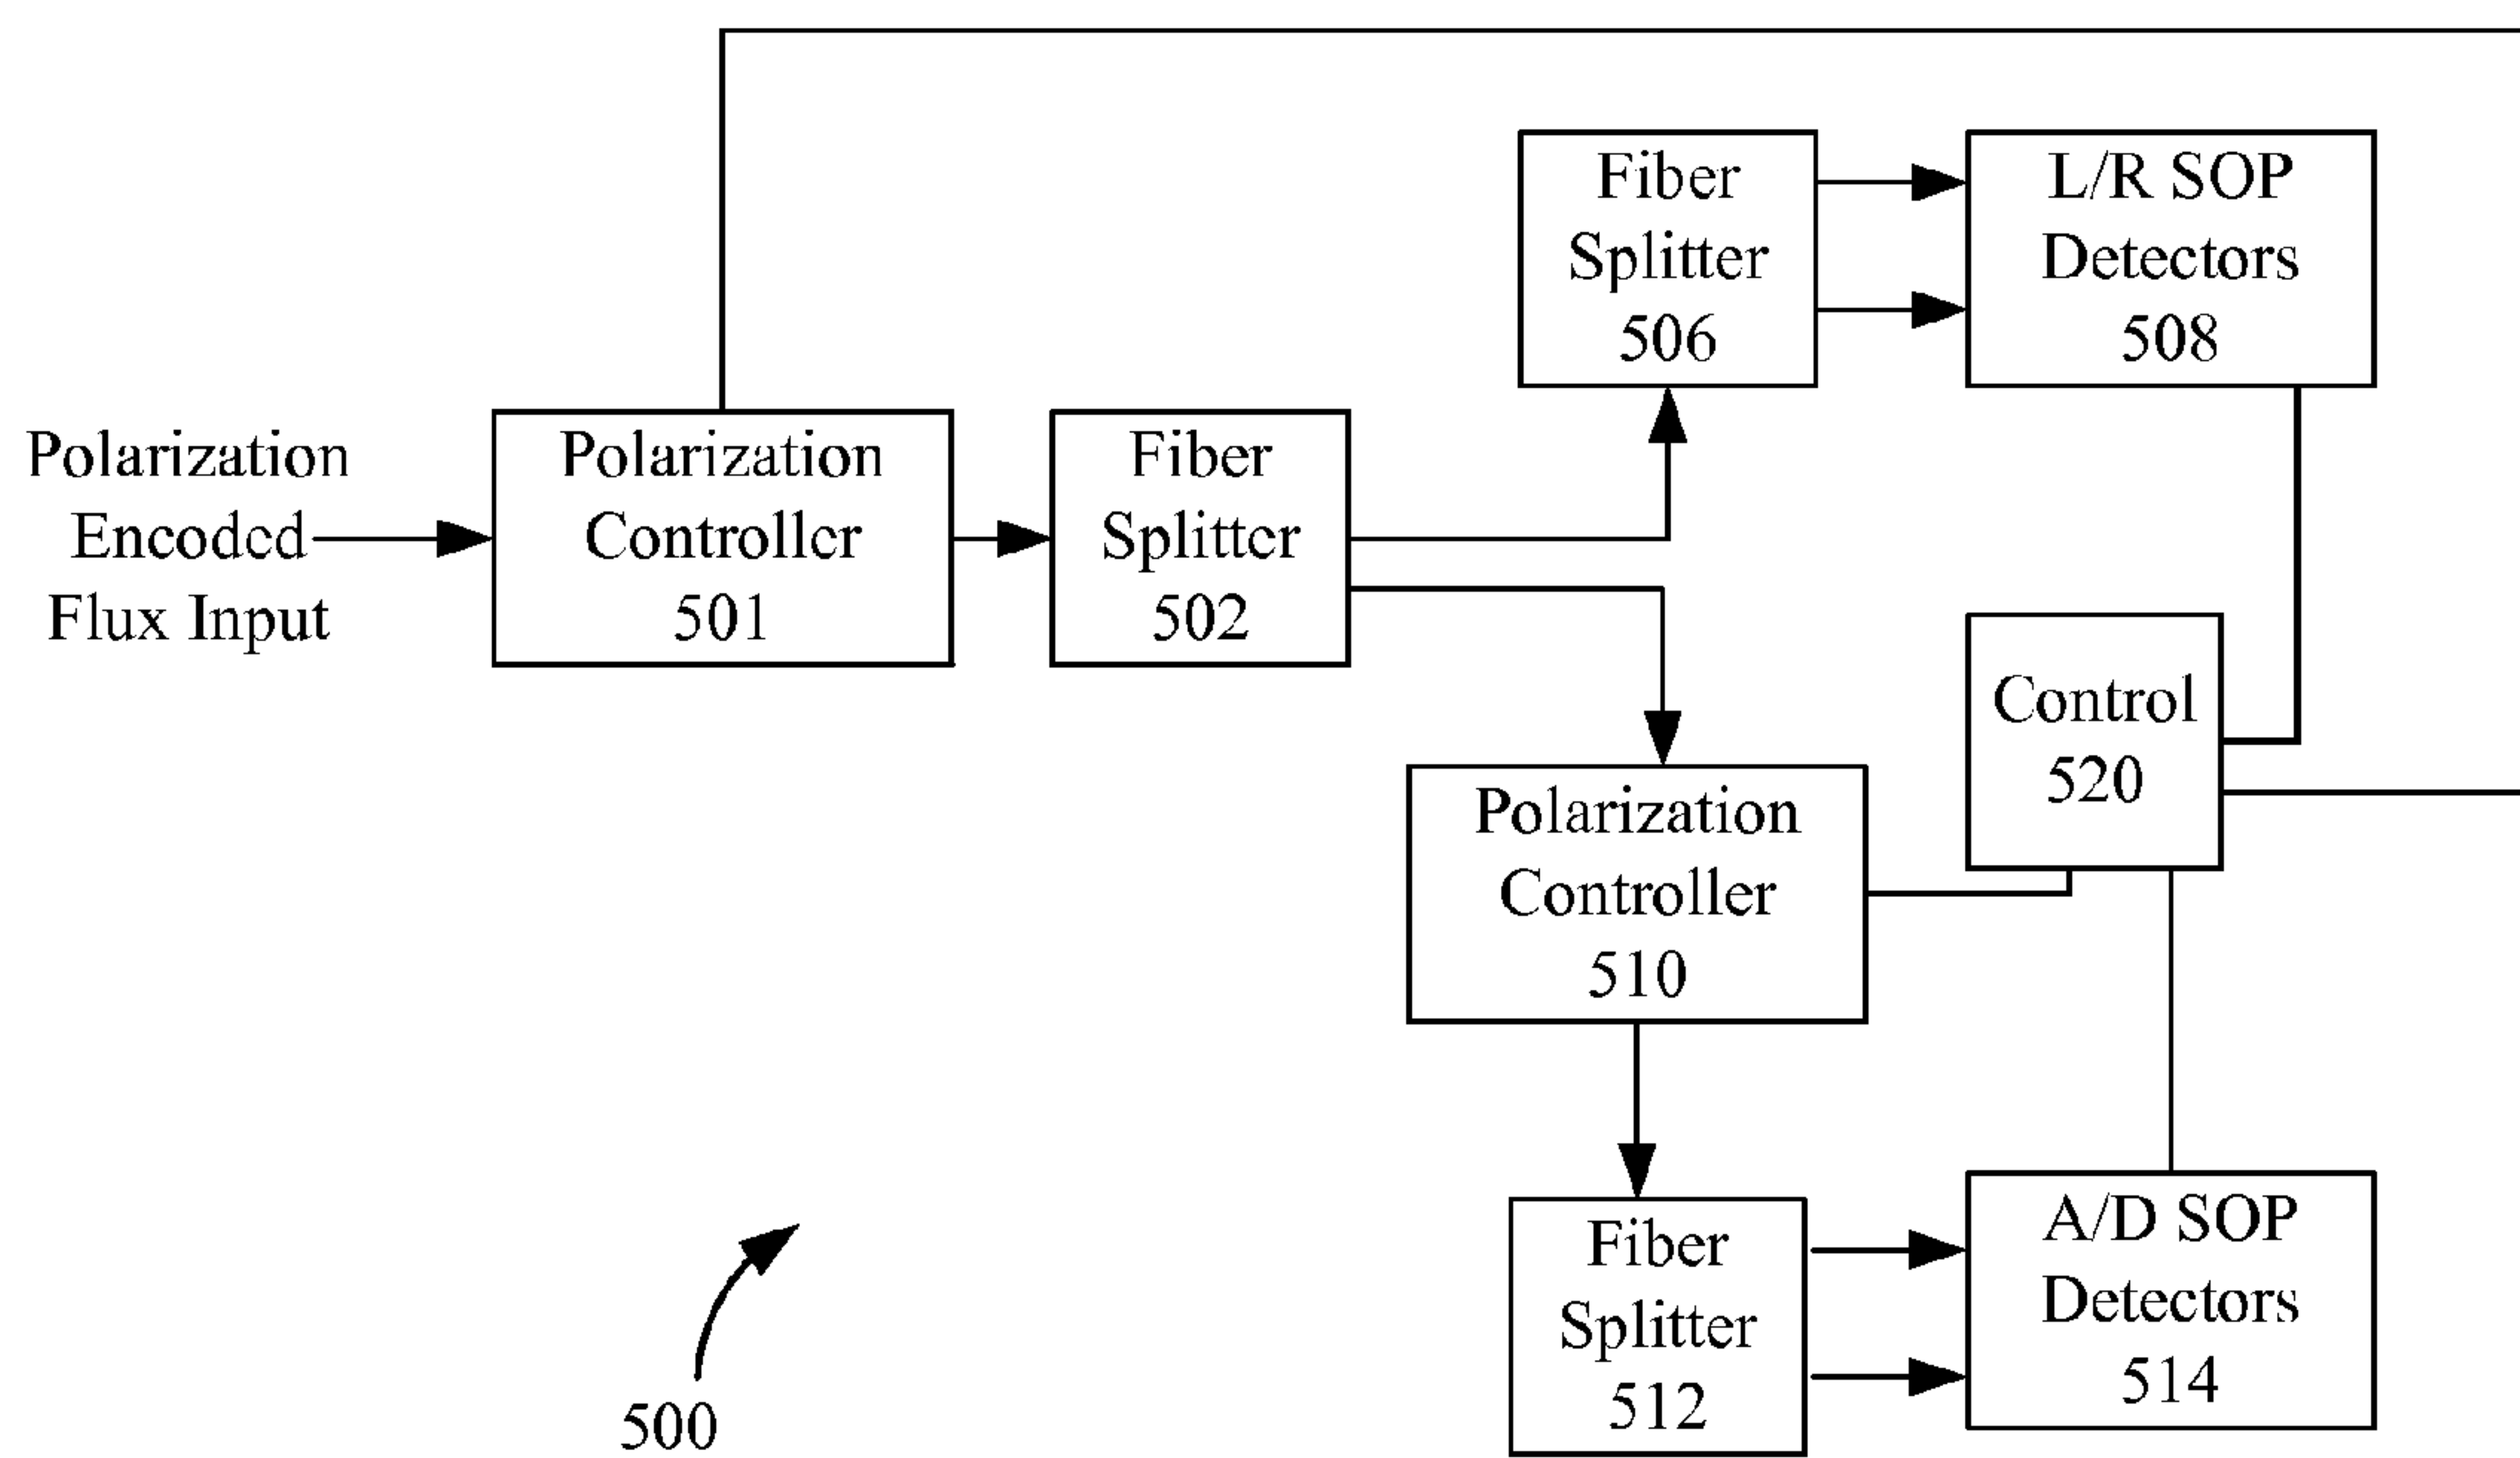 Polarization
Encoded
Flux Input
Polarization
Controller
501
Fiber
Splitter
502
Fiber
Splitter
506
L/R SOP
Detectors
508
Control
520
Polarization
Controller
510
Fiber
Splitter
512
A/D SOP
Detectors
514
500